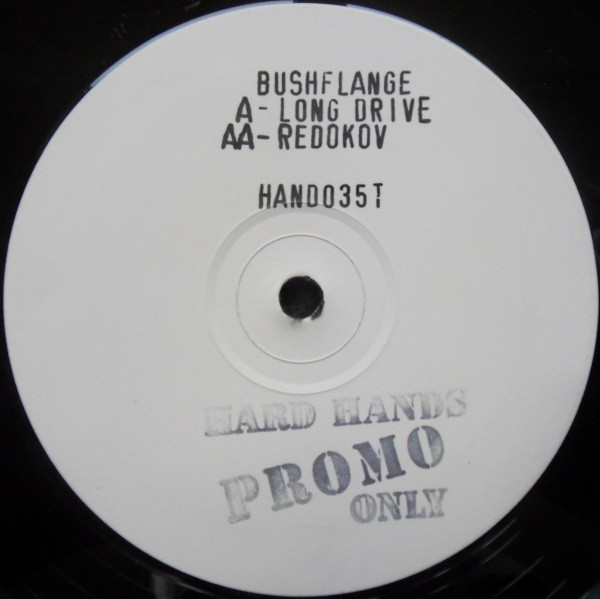 BUSHFLANGE
A-LONG DRIVE
AA-REDOKOV
HAND035T
HARD HANDS
PROMO
ONLY